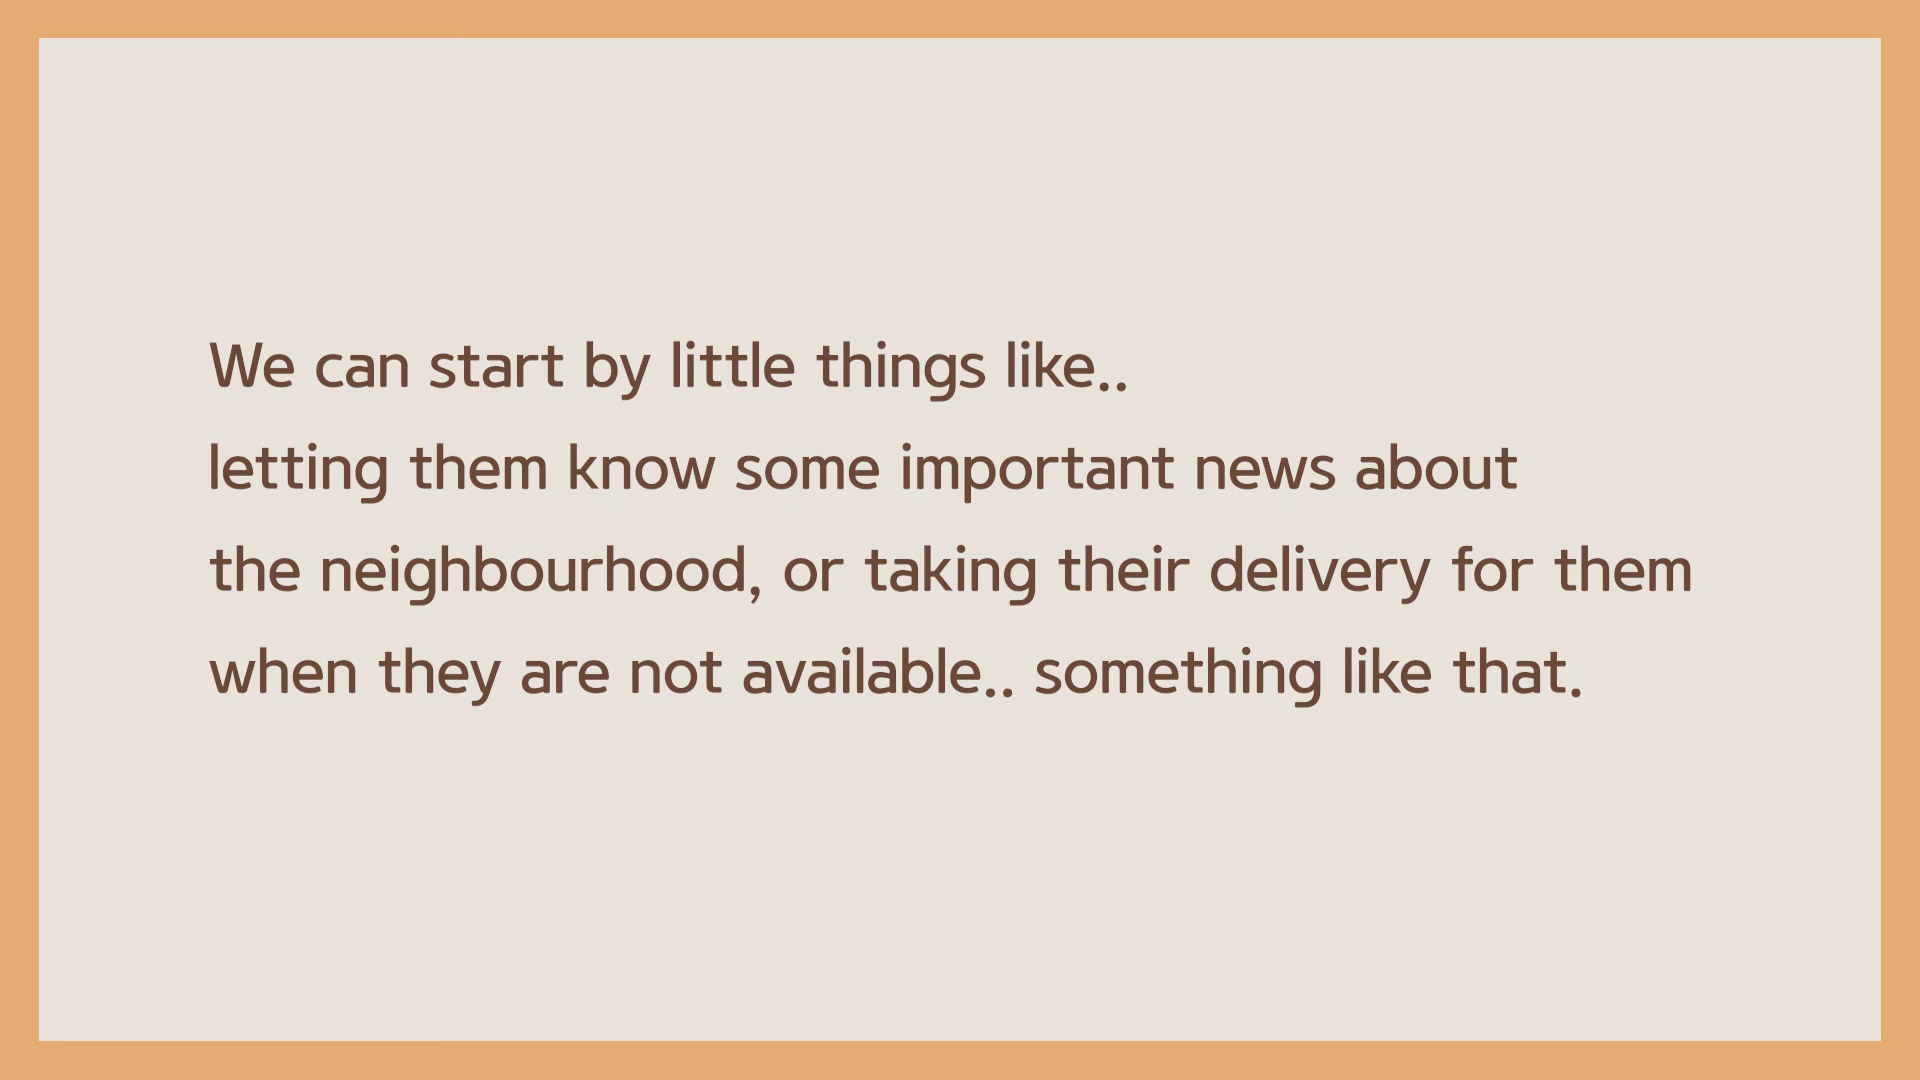 We can start by little things like..
letting them know some important news about
the neighbourhood, or taking their delivery for them
when they are not available.. something like that.